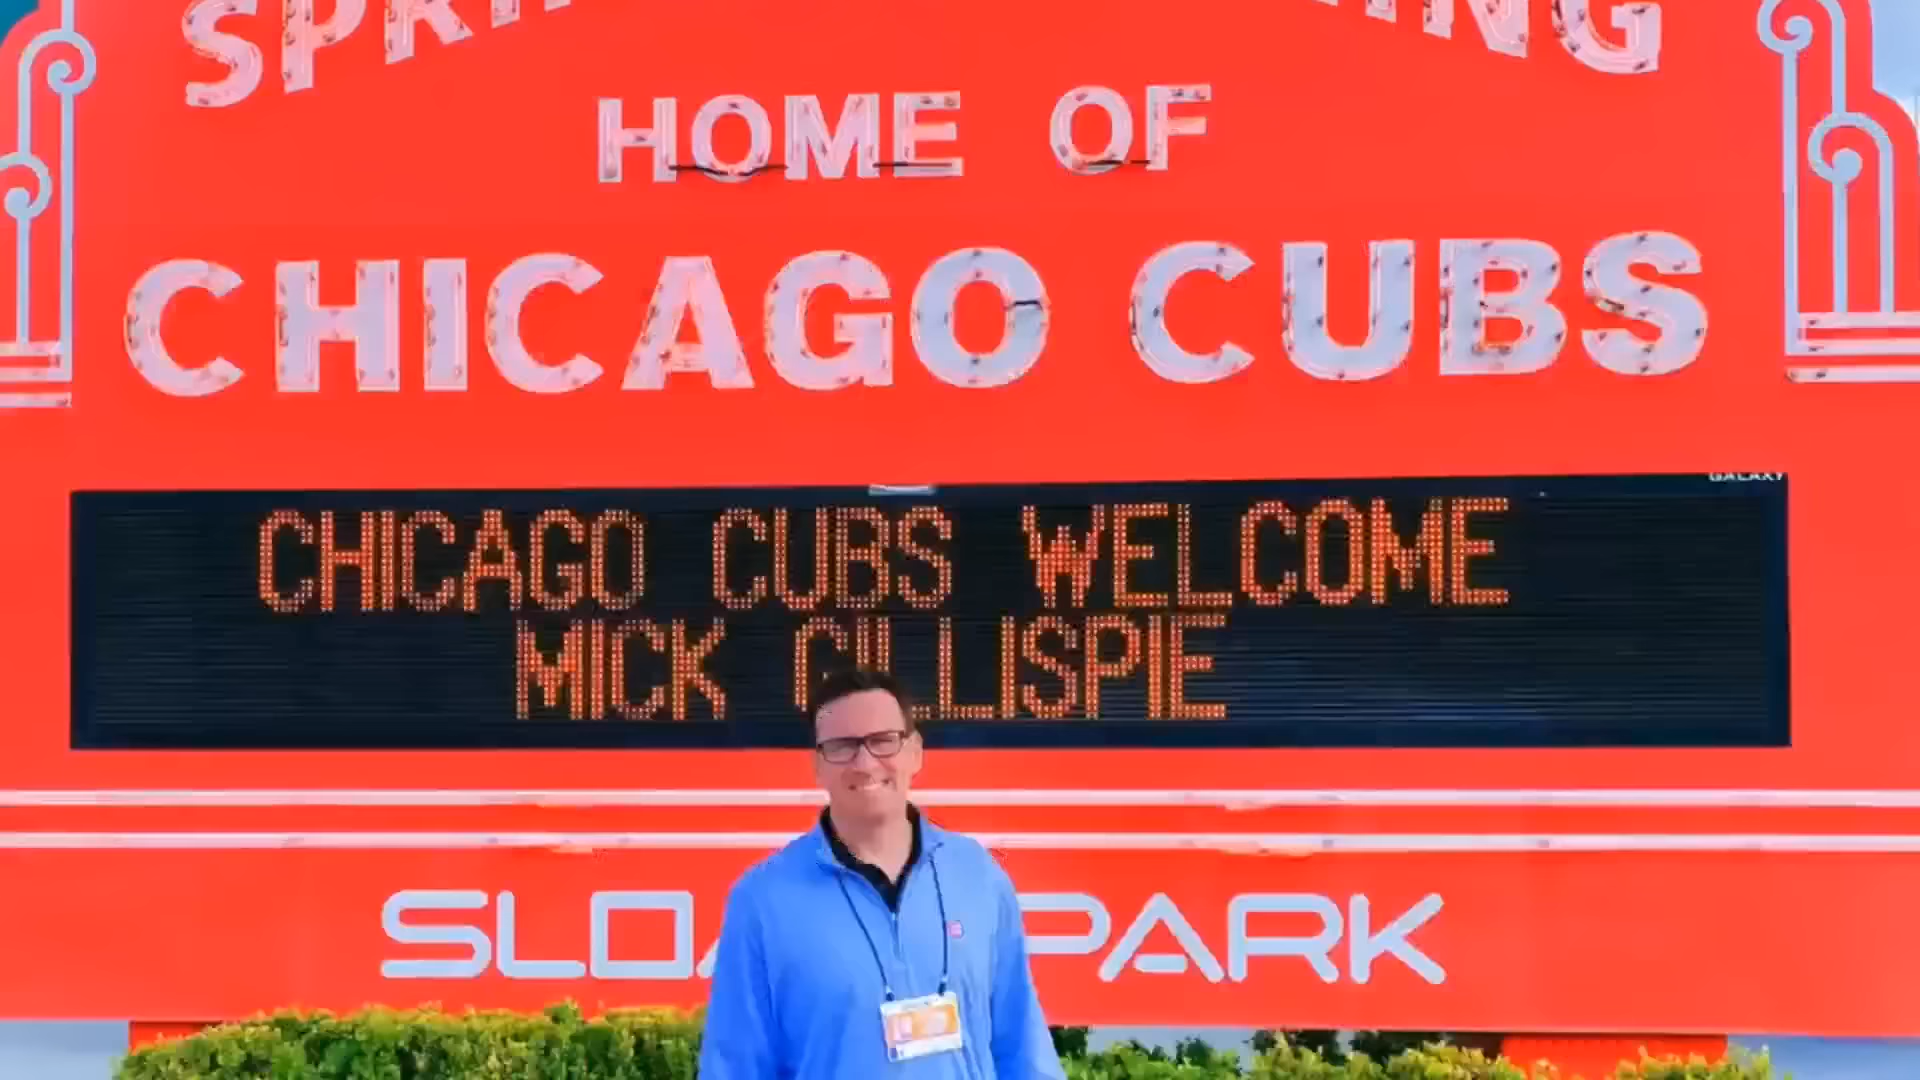 HOME OF
CHICAGO CUBS
GALAXY
CHICAGO CUBS WELCOME
MICK GILLISPIE
PARK